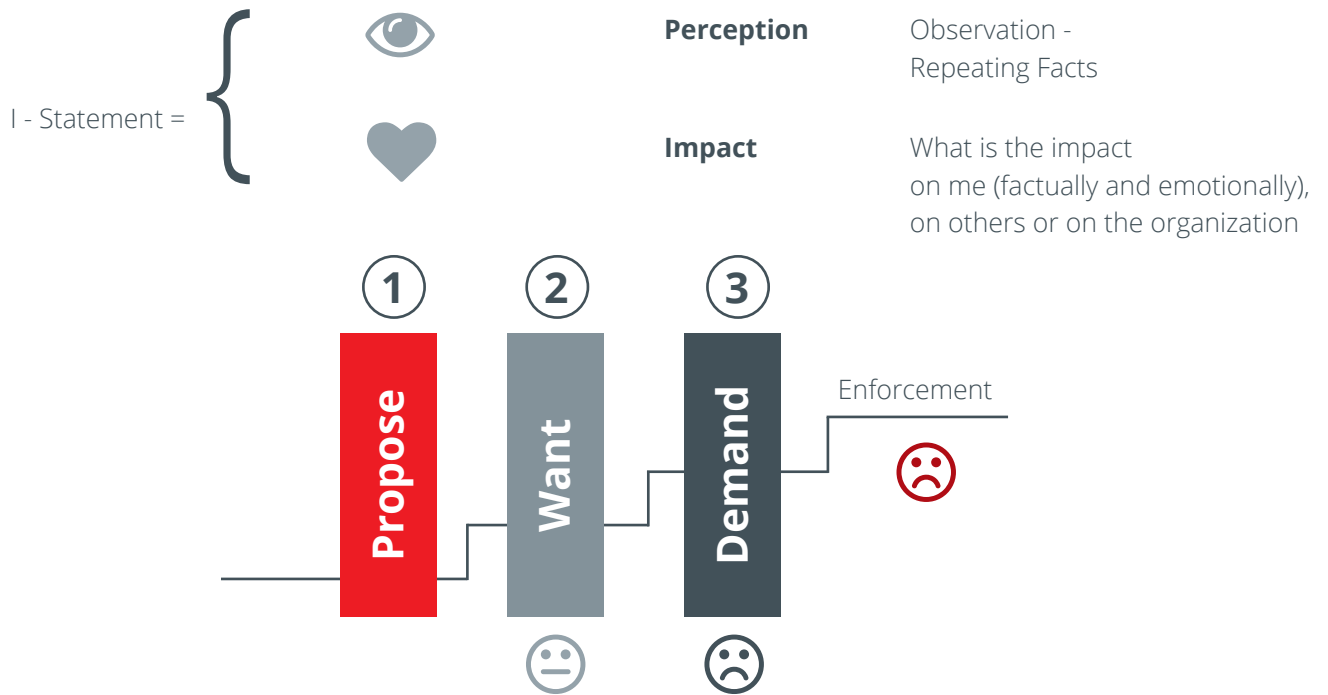 I - Statement =
Perception
Observation -
Repeating Facts
Impact
What is the impact
on me (factually and emotionally),
on others or on the organization
1
2
3
Propose
Want
Demand
Enforcement